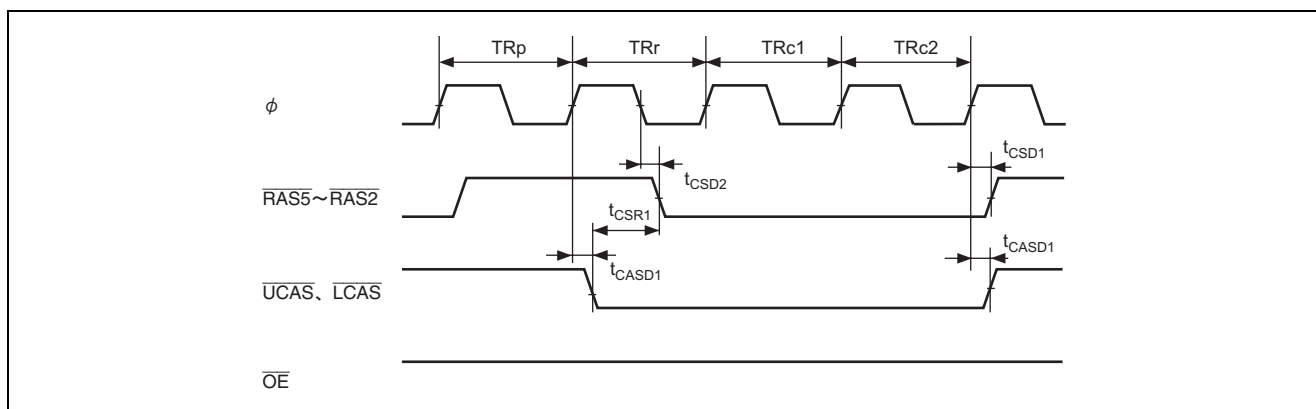 TRp TRr TRc1 TRc2
φ
tCSD1
tCSD2
RAS5～RAS2
tCSR1
tCASD1
tCASD1
UCAS、LCAS
OE